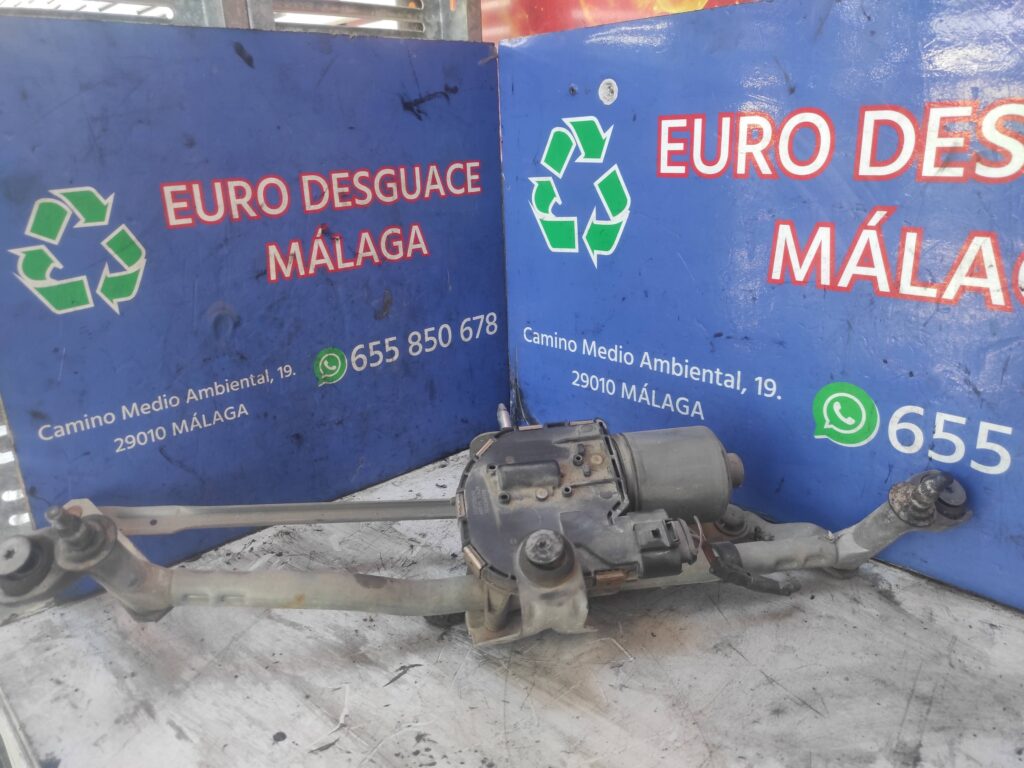 EURO DESGUACE
MÁLAGA
655 850 678
Camino Medio Ambiental, 19.
29010 MÁLAGA
EURO DES
MÁLA
Camino Medio Ambiental, 19.
29010 MÁLAGA
655